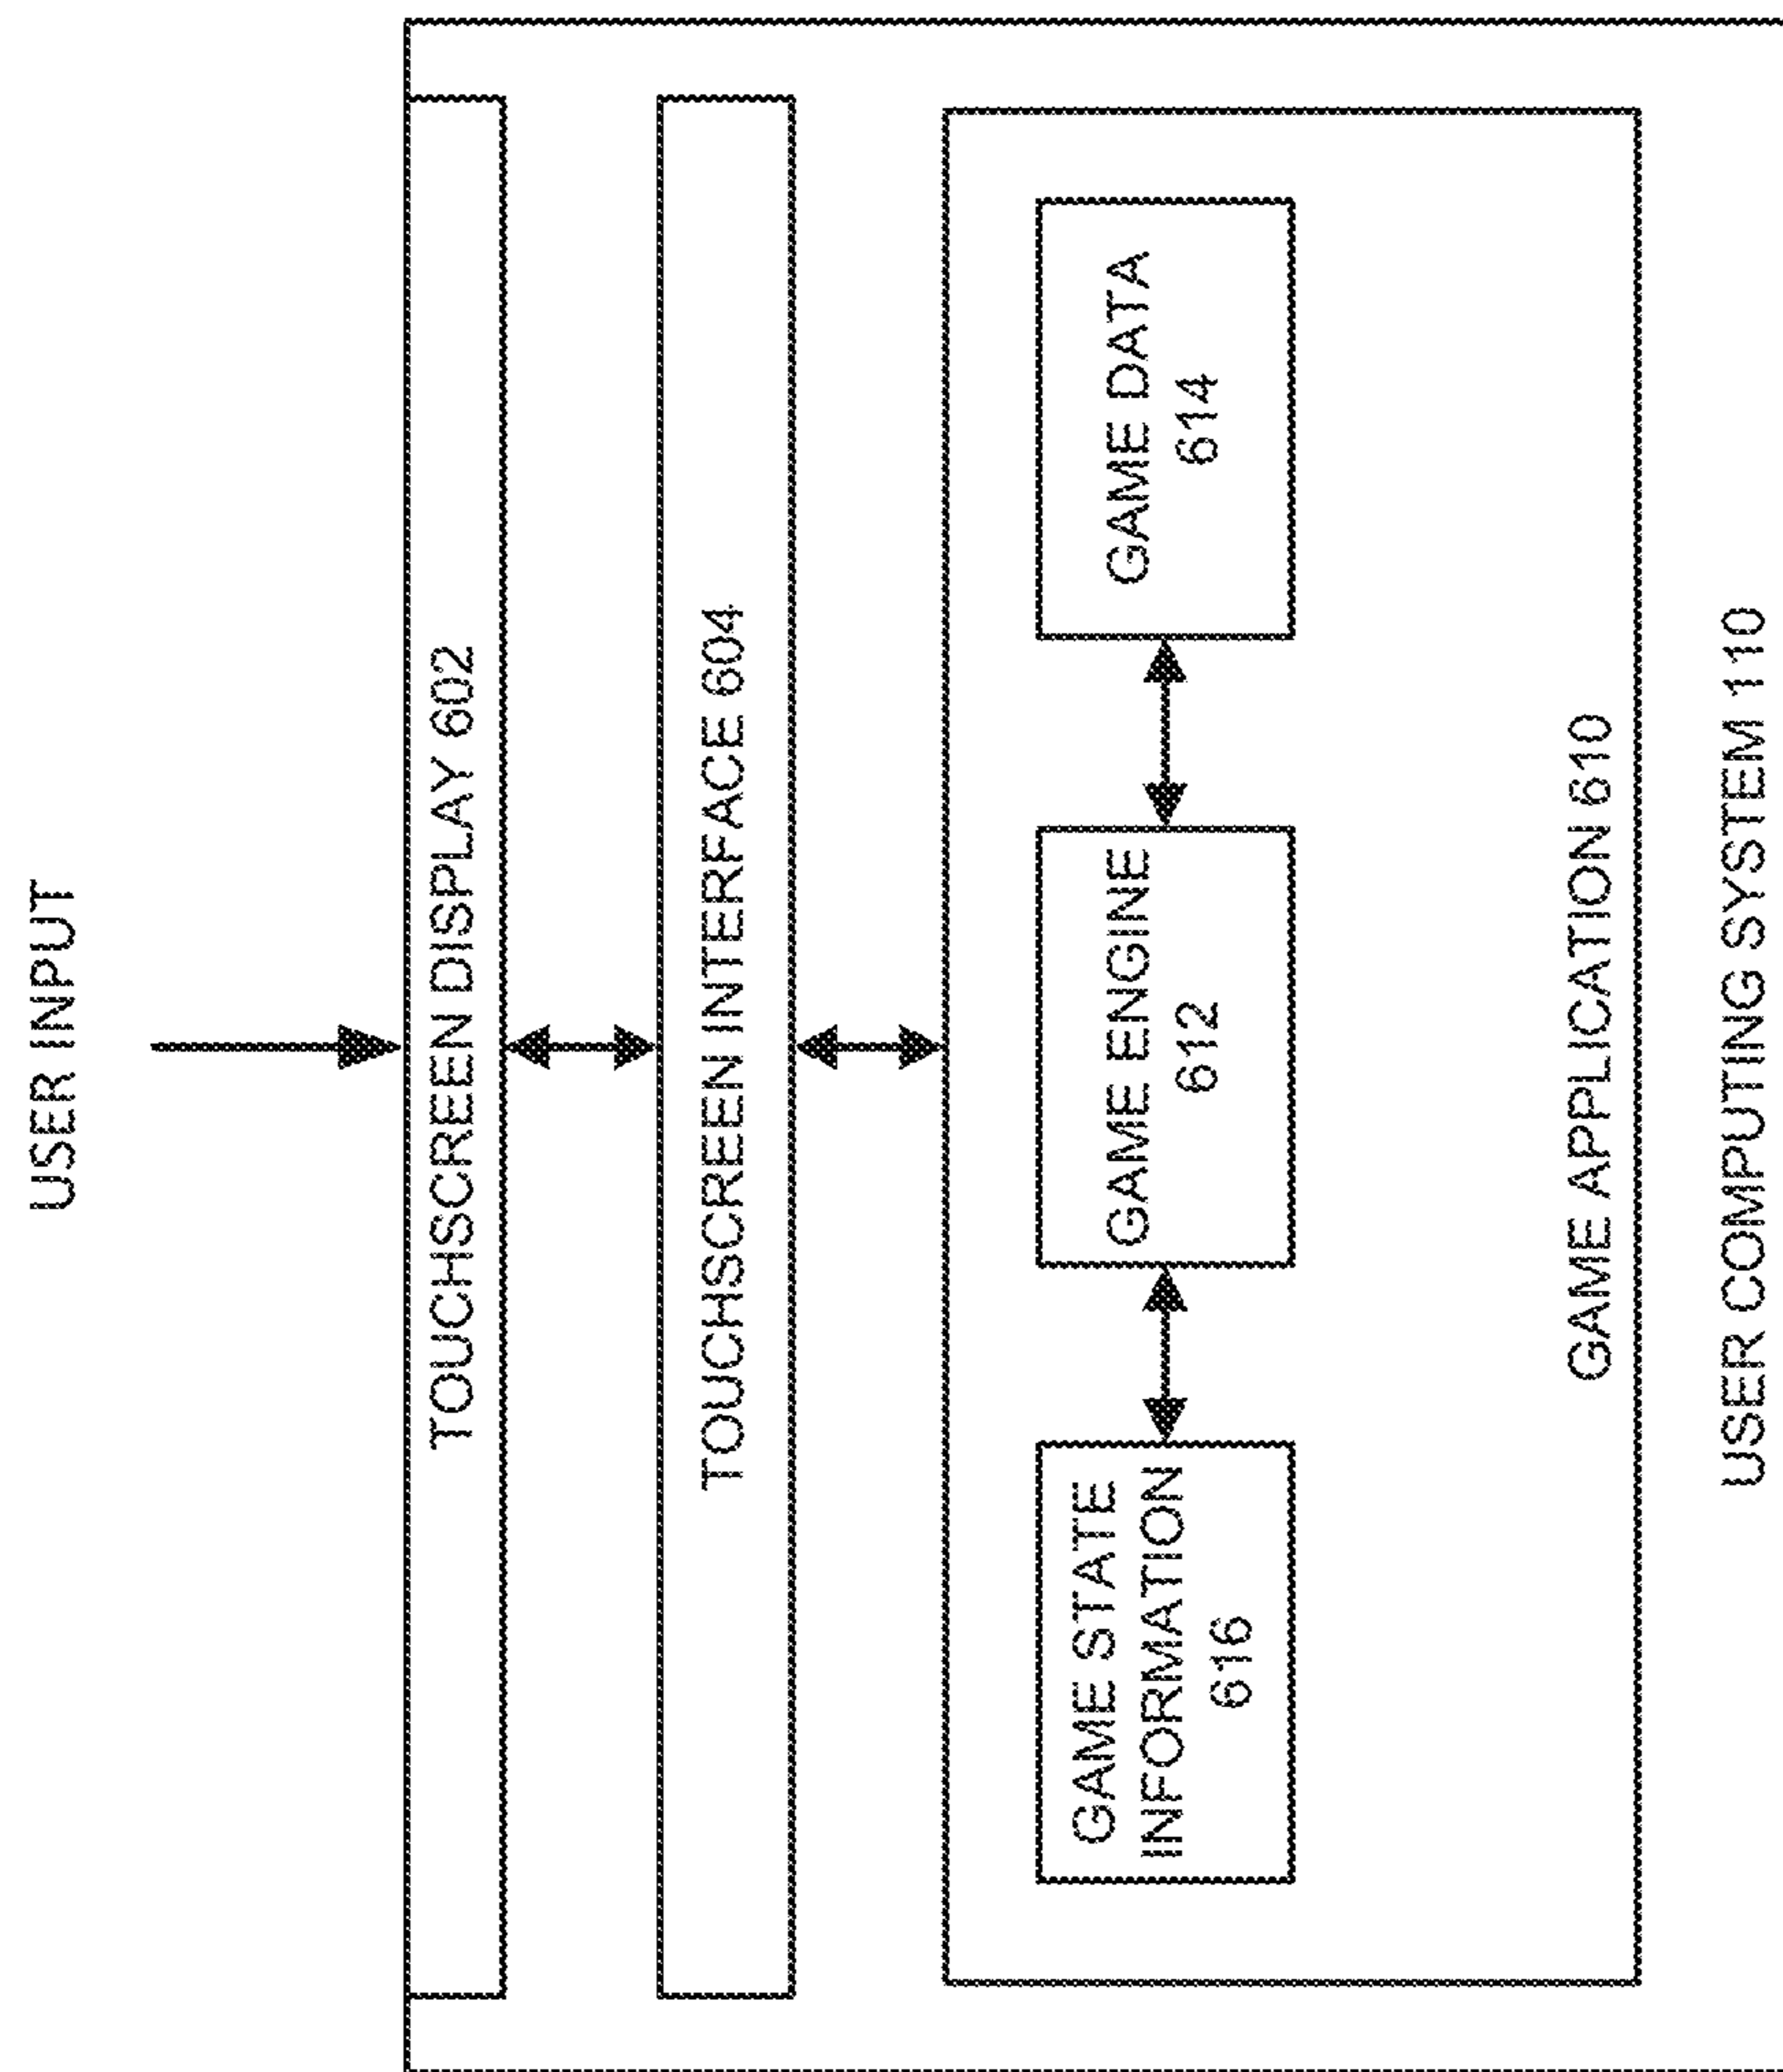 USER INPUT
TOUCHSCREEN DISPLAY 602
TOUCHSCREEN INTERFACE 604
GAME STATE
INFORMATION
616
GAME ENGINE
612
GAME DATA
614
GAME APPLICATION 610
USER COMPUTING SYSTEM 110